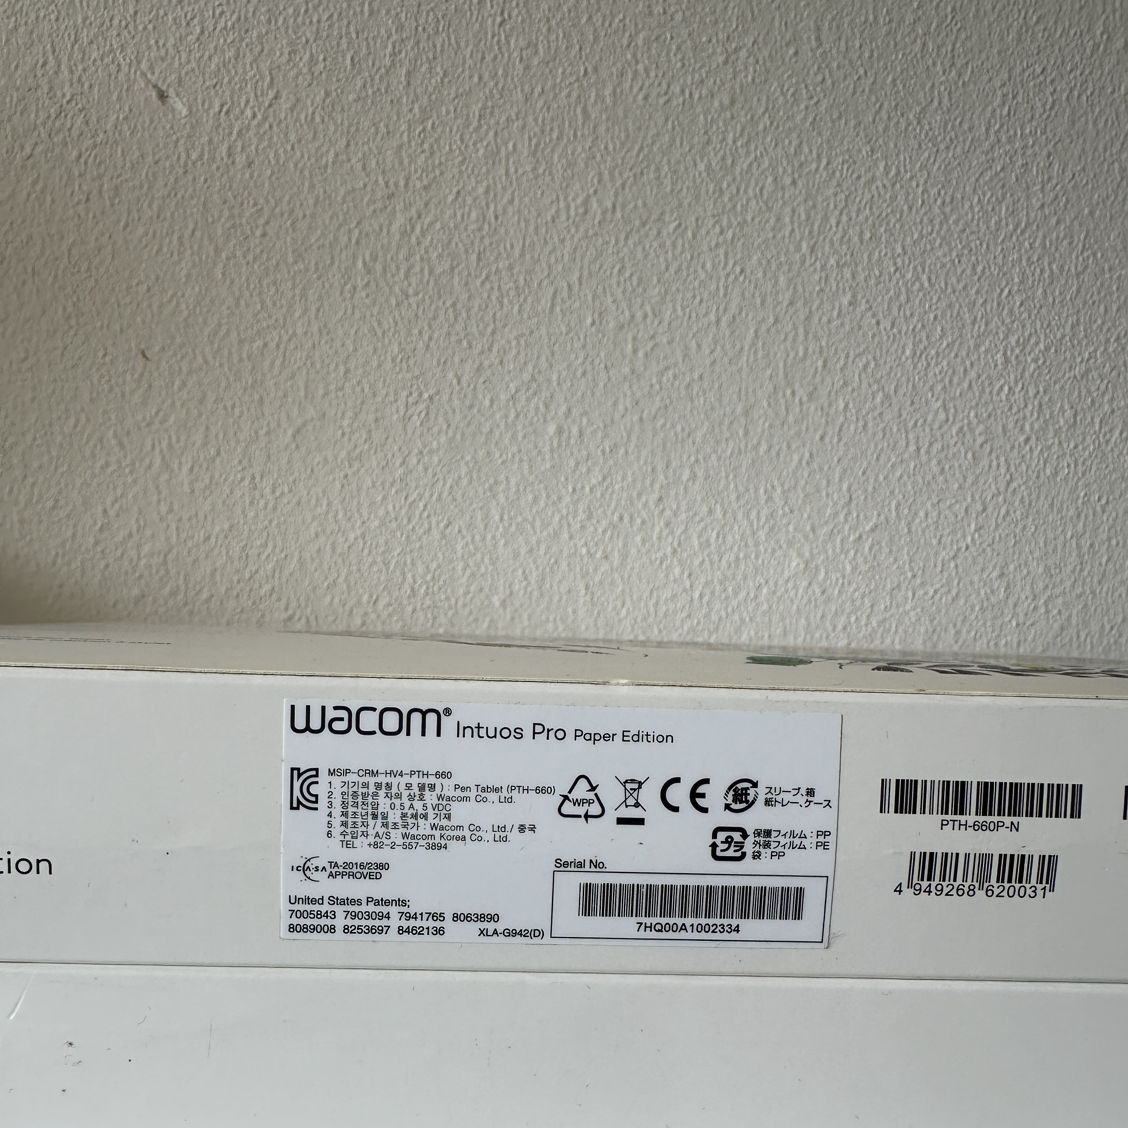 wacom® Intuos Pro Paper Edition
MSIP-CRM-HV4-PTH-660
1. 기기의 명칭 ( 모 델명 ) : Pen Tablet (PTH-660)
2. 인증받은 자의 상호 : Wacom Co., Ltd.
3. 정격전압 : 0.5 A, 5 VDC
4. 제조년월일 : 본체에 기재
5. 제조자 / 제조국가 : Wacom Co., Ltd./ 중국
6. 수입자·A/S : Wacom Korea Co., Ltd.
TEL : +82-2-557-3894
ICASA
TA-2016/2380
APPROVED
United States Patents;
7005843 7903094 7941765 8063890
8089008 8253697 8462136
XLA-G942(D)
WPP
CE
紙
スリーブ、箱
紙トレー、ケース
プラ
保護フィルム : PP
外装フィルム : PE
袋 : PP
Serial No.
7HQ00A1002334
PTH-660P-N
4 949268 620031
tion